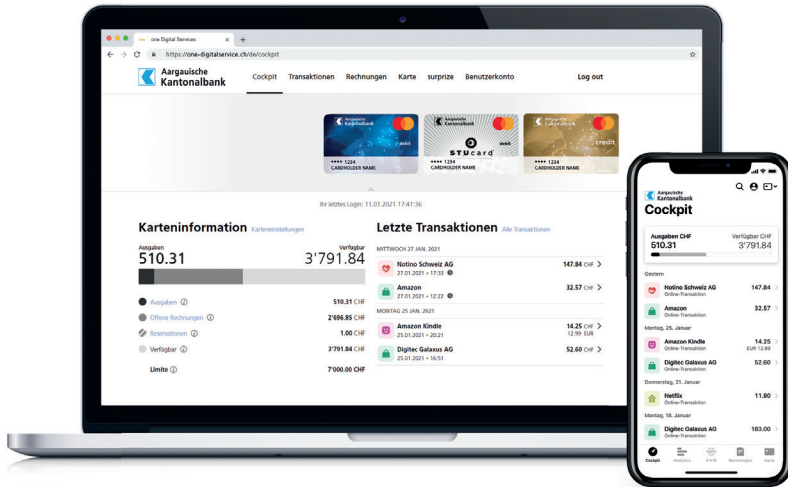 one Digital Services
https://one-digitalservice.ch/de/cockpit
Aargauische
Kantonalbank
Cockpit Transaktionen Rechnungen Karte surprize Benutzerkonto Log out
Aargauische
Kantonalbank
debit
•••• 1234
CARDHOLDER NAME
Aargauische
Kantonalbank
debit
STUcard
•••• 1234
CARDHOLDER NAME
Aargauische
Kantonalbank
credit
•••• 1234
CARDHOLDER NAME
Ihr letztes Login: 11.01.2021 17:41:36
Karteninformation Karteneinstellungen
Ausgaben Verfügbar
510.31 3'791.84
Ausgaben 510.31 CHF
Offene Rechnungen 2'696.85 CHF
Reservationen 1.00 CHF
Verfügbar 3'791.84 CHF
Limite 7'000.00 CHF
Letzte Transaktionen Alle Transaktionen
MITTWOCH 27 JAN. 2021
Notino Schweiz AG 147.84 CHF
27.01.2021 • 17:33
Amazon 32.57 CHF
27.01.2021 • 12:22
MONTAG 25 JAN. 2021
Amazon Kindle 14.25 CHF
25.01.2021 • 20:21 12.99 EUR
Digitec Galaxus AG 52.60 CHF
25.01.2021 • 16:51
Aargauische
Kantonalbank
Cockpit
Ausgaben CHF Verfügbar CHF
510.31 3'791.84
Gestern
Notino Schweiz AG 147.84
Online-Transaktion
Amazon 32.57
Online-Transaktion
Montag, 25. Januar
Amazon Kindle 14.25
Online-Transaktion EUR 12.99
Digitec Galaxus AG 52.60
Online-Transaktion
Donnerstag, 21. Januar
Netflix 11.80
Online-Transaktion
Montag, 18. Januar
Digitec Galaxus AG 183.00
Online-Transaktion
Cockpit Analytics Rechnungen Karte